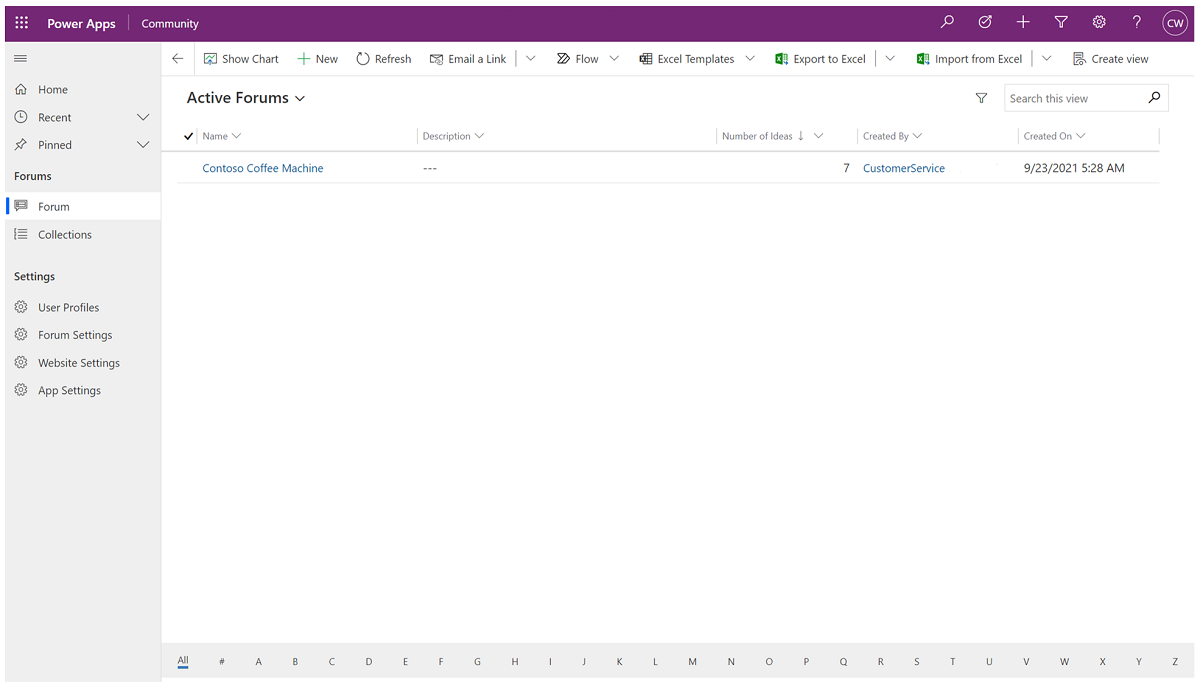 Power Apps Community CW
Show Chart New Refresh Email a Link Flow Excel Templates Export to Excel Import from Excel Create view
Home
Recent
Pinned
Forums
Forum
Collections
Settings
User Profiles
Forum Settings
Website Settings
App Settings
Active Forums Search this view
Name Description Number of Ideas ↓ Created By Created On
Contoso Coffee Machine --- 7 CustomerService 9/23/2021 5:28 AM
All # A B C D E F G H I J K L M N O P Q R S T U V W X Y Z